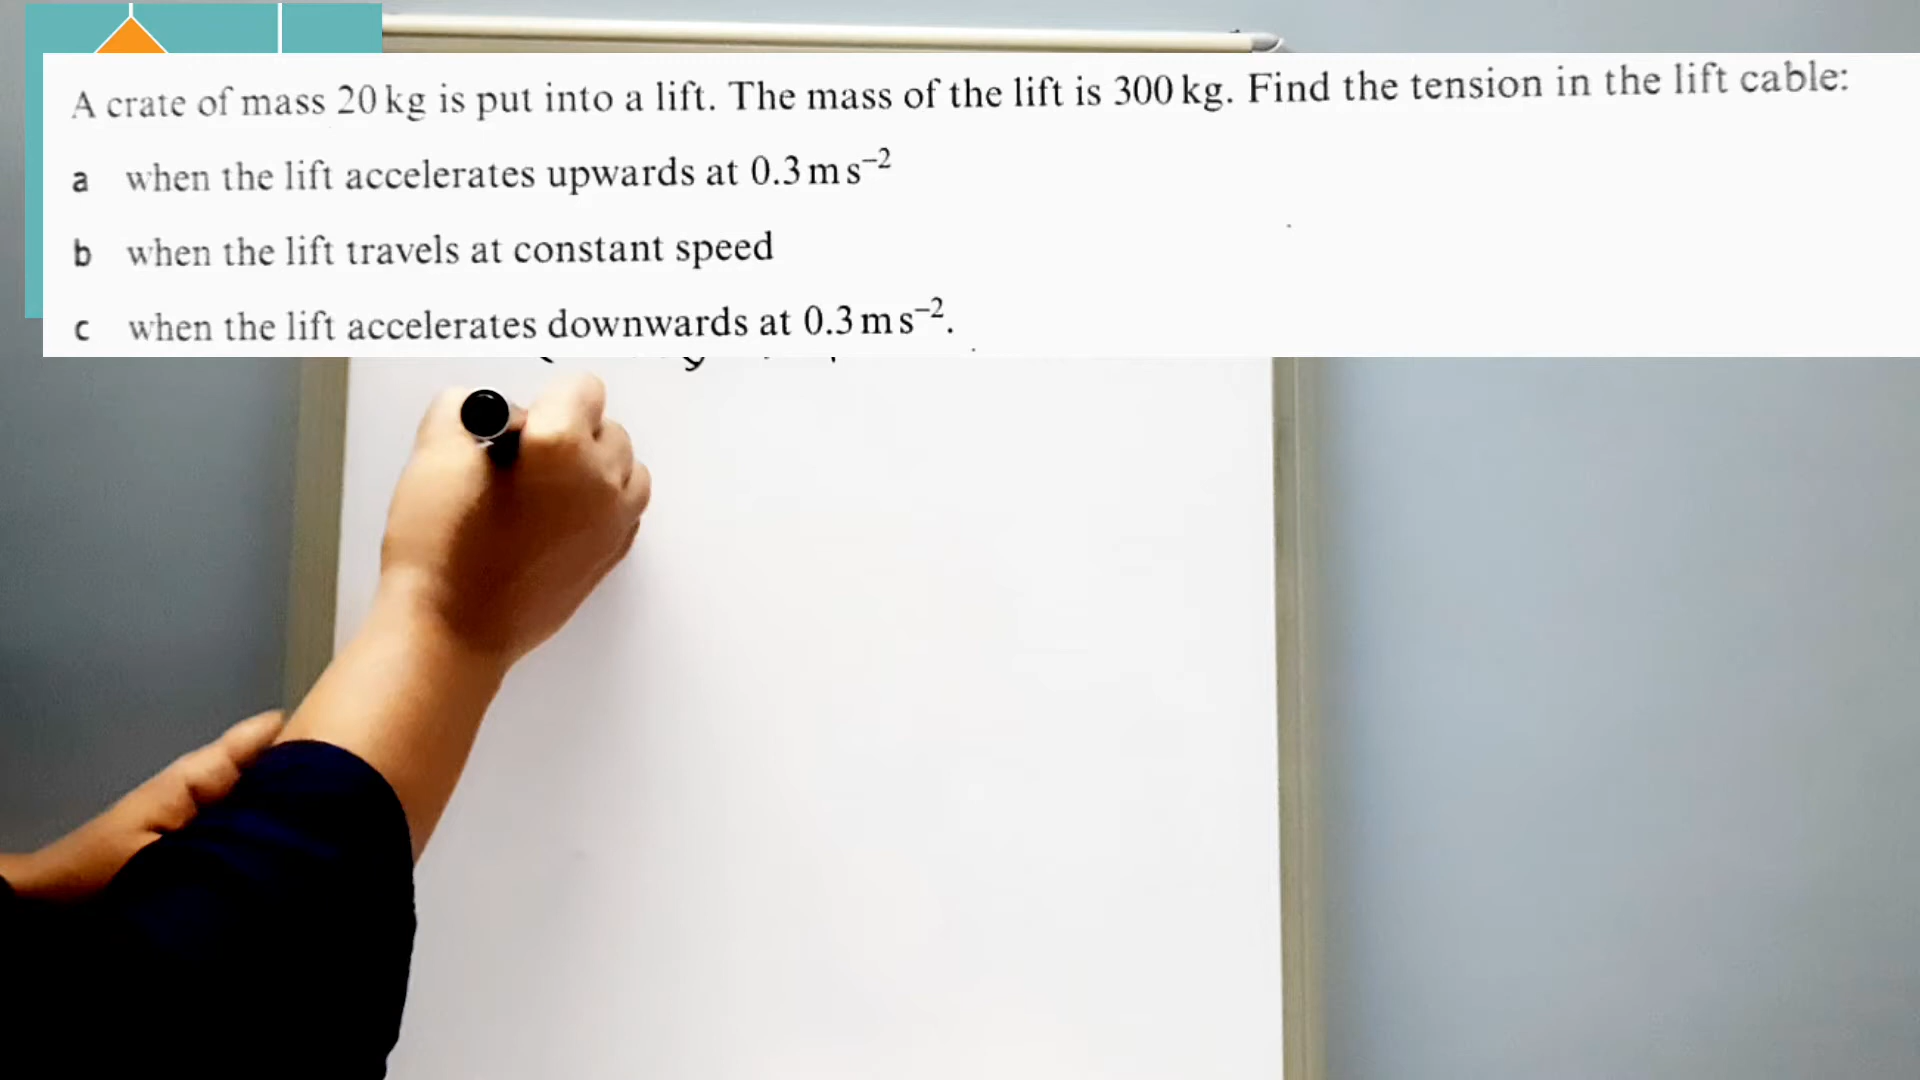 A crate of mass 20 kg is put into a lift. The mass of the lift is 300 kg. Find the tension in the lift cable:
a when the lift accelerates upwards at 0.3 m s⁻²
b when the lift travels at constant speed
c when the lift accelerates downwards at 0.3 m s⁻².